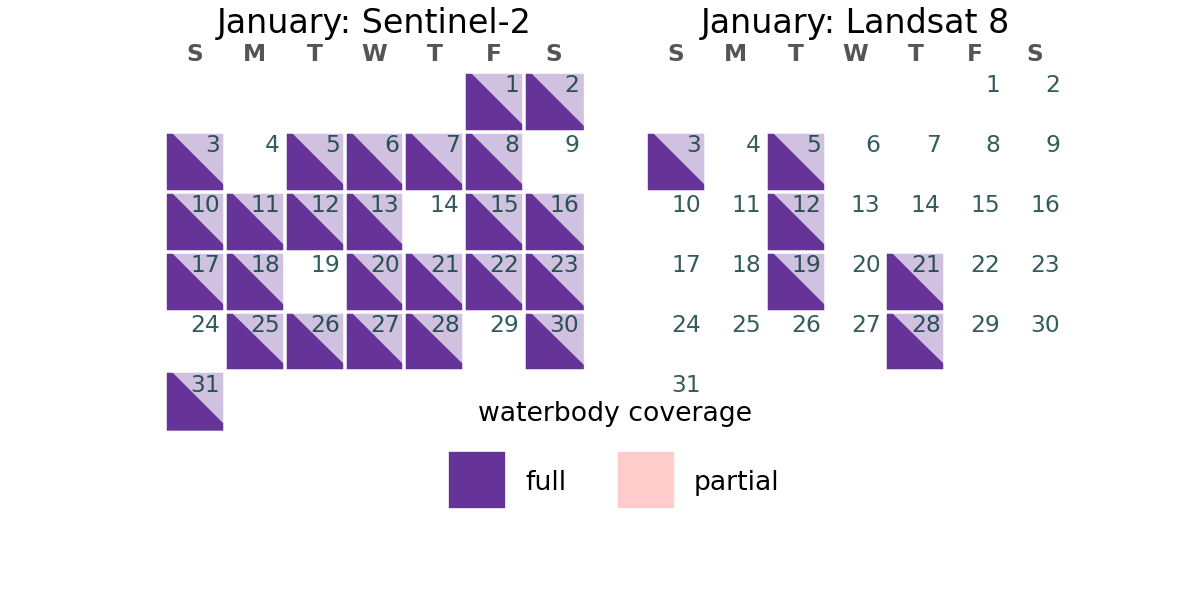 January: Sentinel-2
S M T W T F S
1 2
3 4 5 6 7 8 9
10 11 12 13 14 15 16
17 18 19 20 21 22 23
24 25 26 27 28 29 30
31
January: Landsat 8
S M T W T F S
1 2
3 4 5 6 7 8 9
10 11 12 13 14 15 16
17 18 19 20 21 22 23
24 25 26 27 28 29 30
31
waterbody coverage
full partial